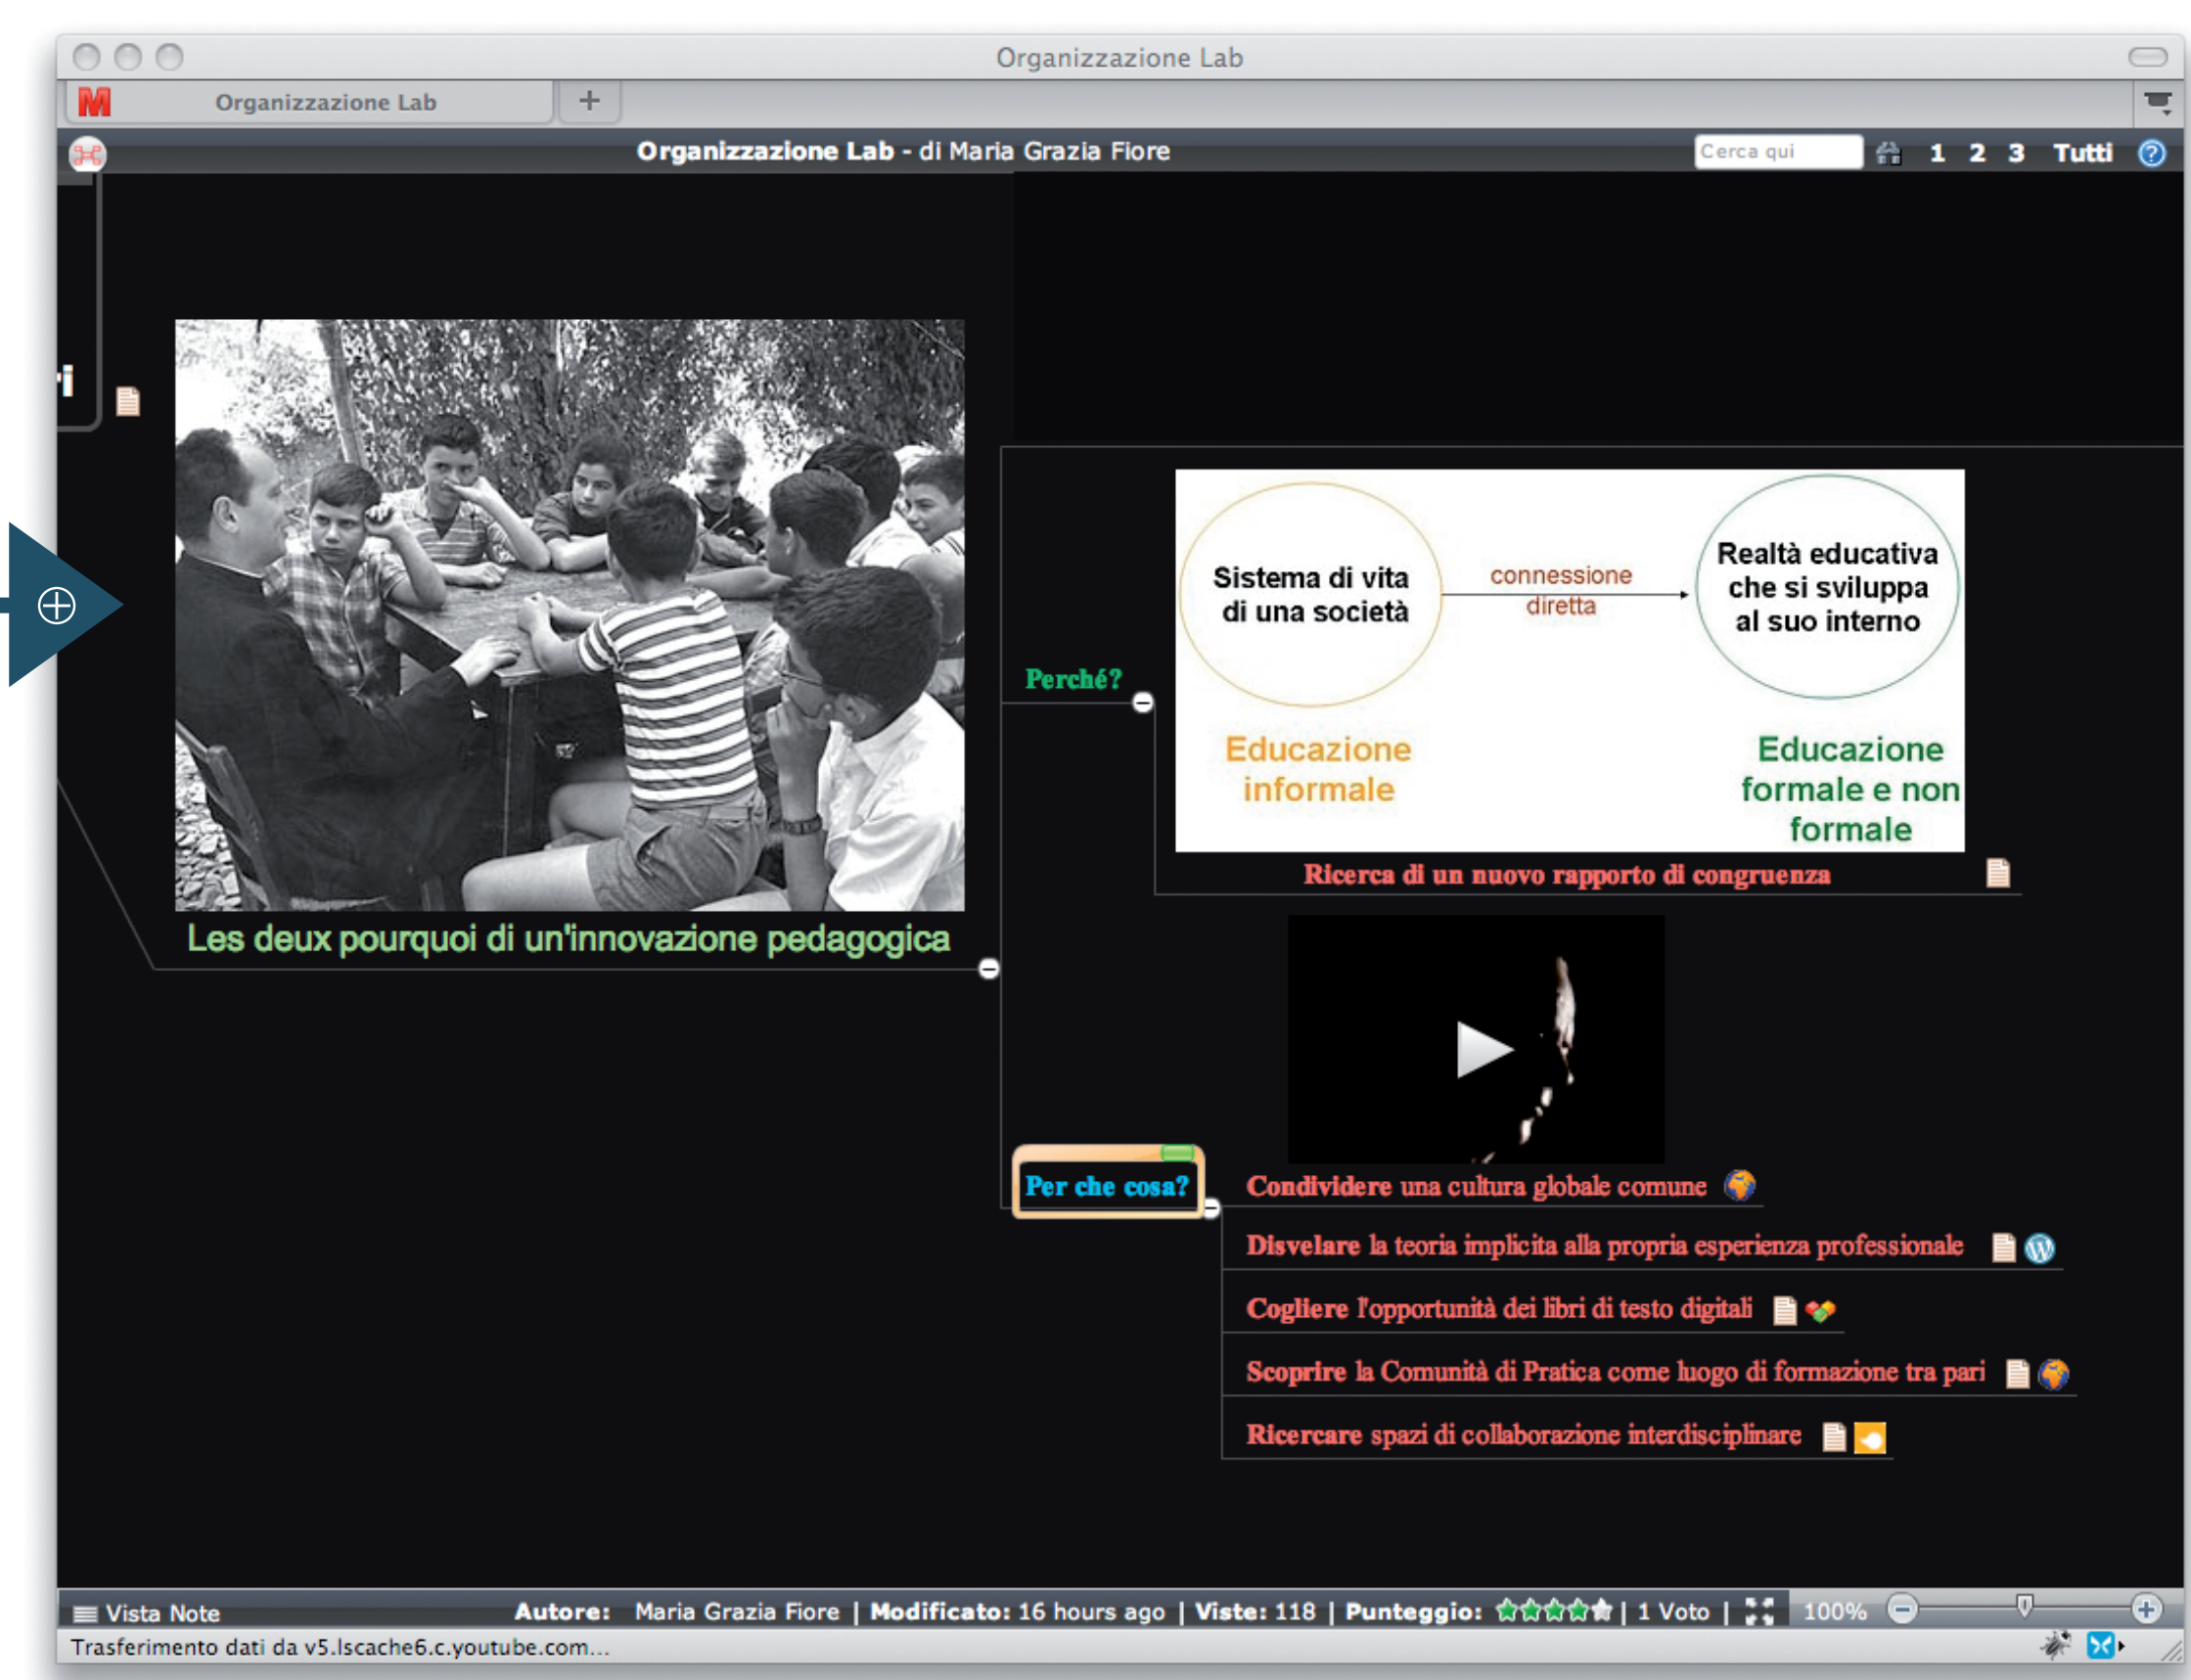 Organizzazione Lab
M Organizzazione Lab +
Organizzazione Lab - di Maria Grazia Fiore
Cerca qui 1 2 3 Tutti ?
ri
Les deux pourquoi di un'innovazione pedagogica
Perché?
Sistema di vita
di una società
connessione
diretta
Realtà educativa
che si sviluppa
al suo interno
Educazione
informale
Educazione
formale e non
formale
Ricerca di un nuovo rapporto di congruenza
Per che cosa?
Condividere una cultura globale comune
Disvelare la teoria implicita alla propria esperienza professionale
Cogliere l'opportunità dei libri di testo digitali
Scoprire la Comunità di Pratica come luogo di formazione tra pari
Ricercare spazi di collaborazione interdisciplinare
Vista Note Autore: Maria Grazia Fiore | Modificato: 16 hours ago | Viste: 118 | Punteggio: | 1 Voto | 100%
Trasferimento dati da v5.lscache6.c.youtube.com...